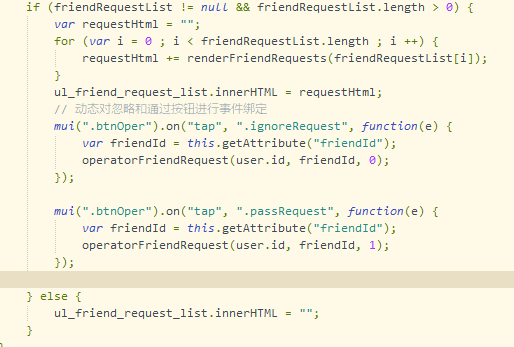 if (friendRequestList != null && friendRequestList.length > 0) {
var requestHtml = "";
for (var i = 0 ; i < friendRequestList.length ; i ++) {
requestHtml += renderFriendRequests(friendRequestList[i]);
}
ul_friend_request_list.innerHTML = requestHtml;
// 动态对忽略和通过按钮进行事件绑定
mui(".btnOper").on("tap", ".ignoreRequest", function(e) {
var friendId = this.getAttribute("friendId");
operatorFriendRequest(user.id, friendId, 0);
});
mui(".btnOper").on("tap", ".passRequest", function(e) {
var friendId = this.getAttribute("friendId");
operatorFriendRequest(user.id, friendId, 1);
});
} else {
ul_friend_request_list.innerHTML = "";
}